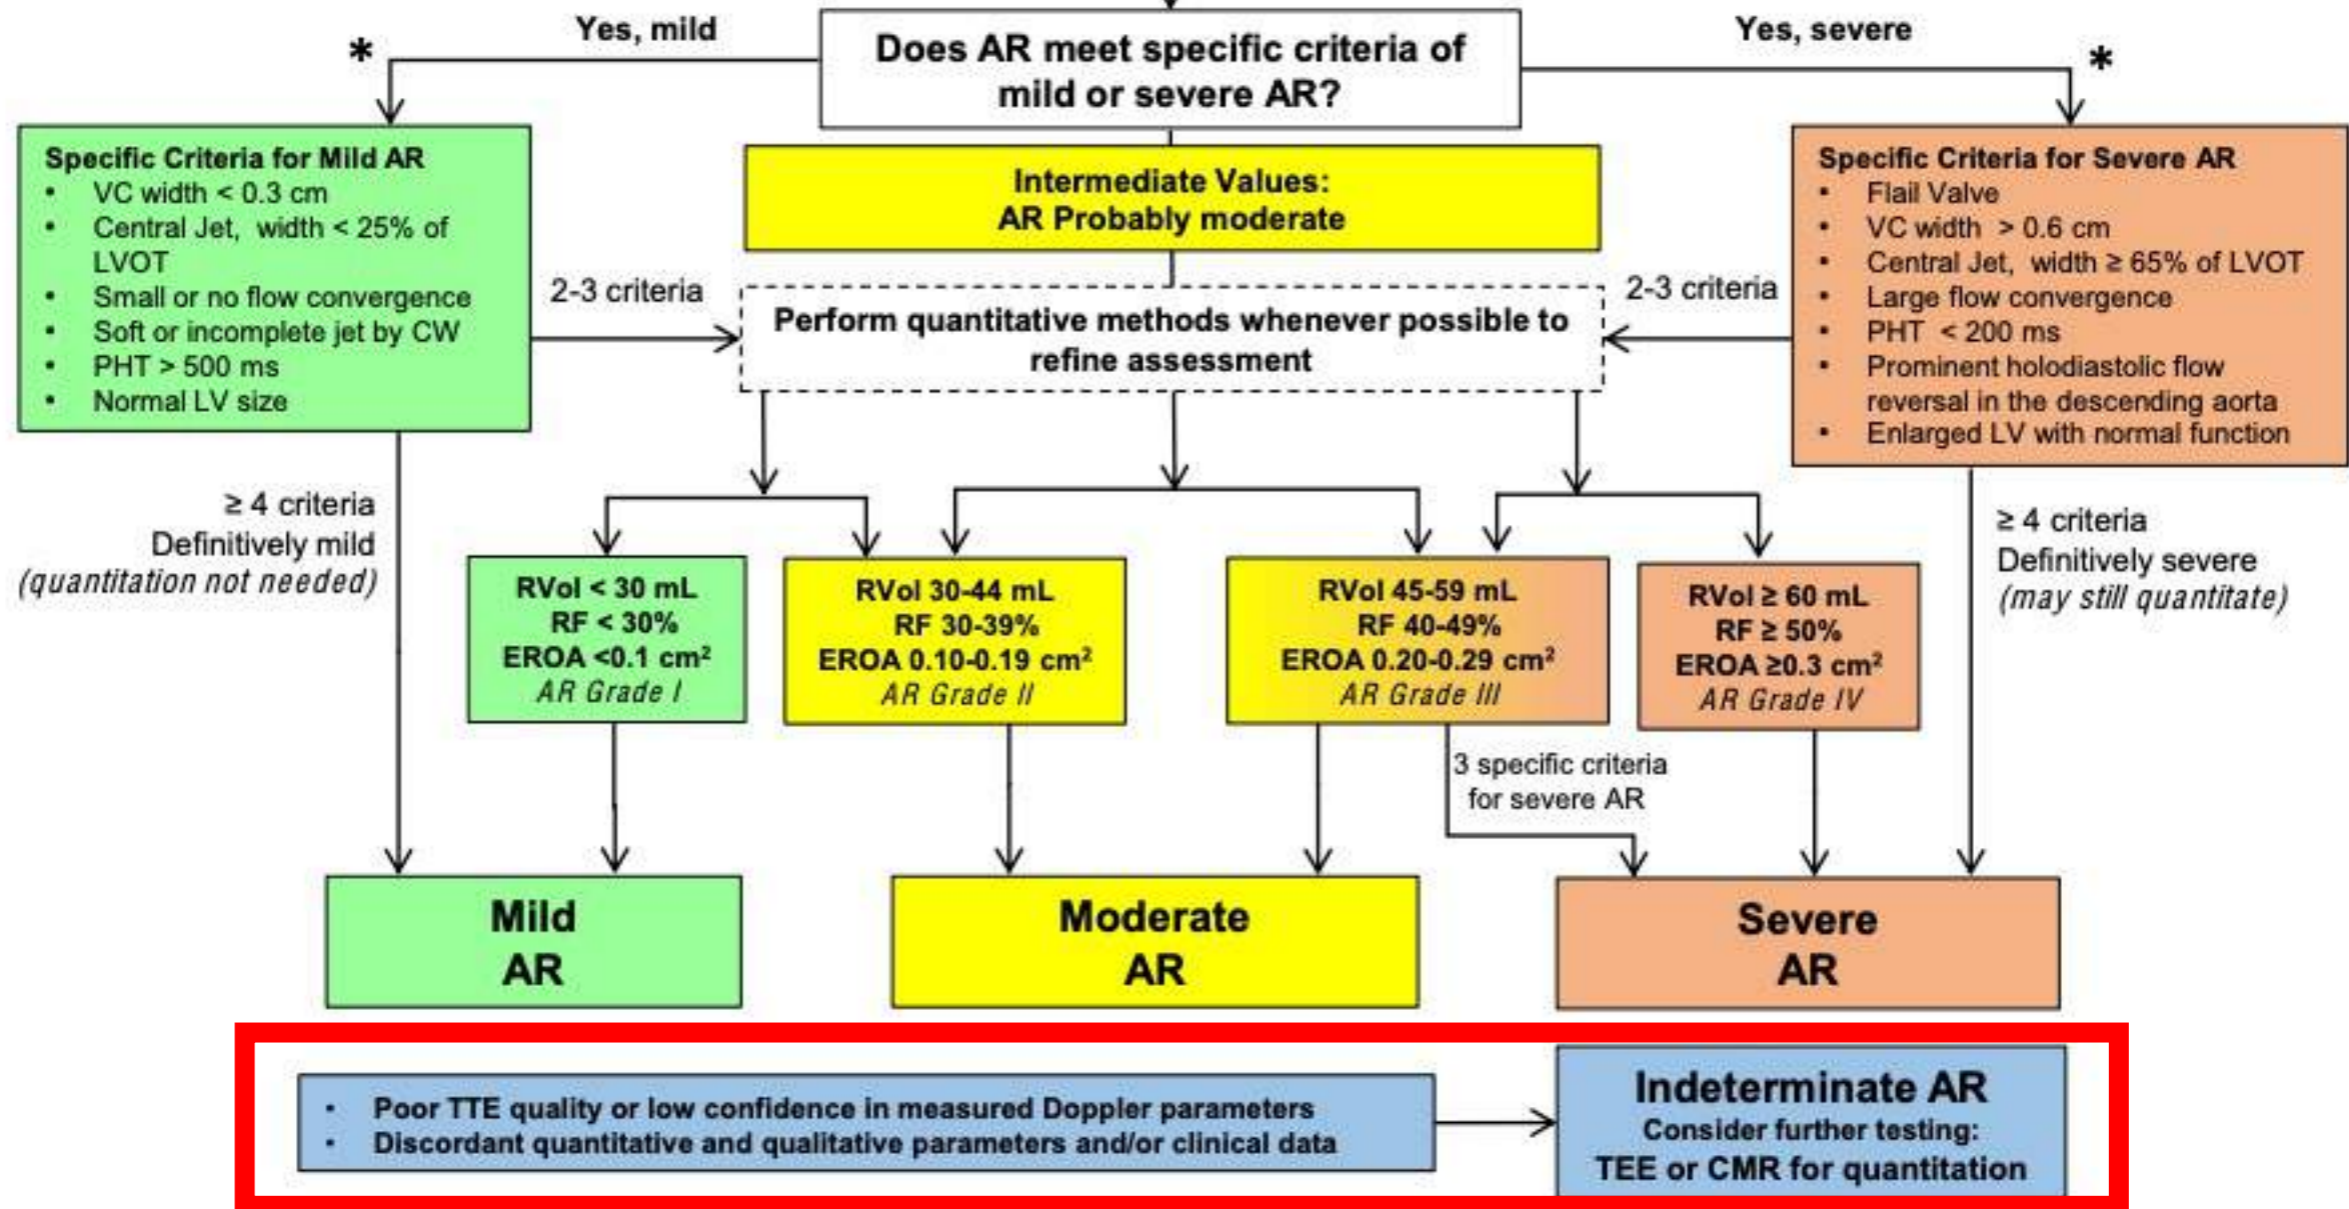 Yes, mild
*
Does AR meet specific criteria of
mild or severe AR?
Yes, severe
*
Specific Criteria for Mild AR
• VC width < 0.3 cm
• Central Jet, width < 25% of
LVOT
• Small or no flow convergence
• Soft or incomplete jet by CW
• PHT > 500 ms
• Normal LV size
Intermediate Values:
AR Probably moderate
Specific Criteria for Severe AR
• Flail Valve
• VC width > 0.6 cm
• Central Jet, width ≥ 65% of LVOT
• Large flow convergence
• PHT < 200 ms
• Prominent holodiastolic flow
reversal in the descending aorta
• Enlarged LV with normal function
2-3 criteria
Perform quantitative methods whenever possible to
refine assessment
2-3 criteria
≥ 4 criteria
Definitively mild
(quantitation not needed)
≥ 4 criteria
Definitively severe
(may still quantitate)
RVol < 30 mL
RF < 30%
EROA <0.1 cm²
AR Grade I
RVol 30-44 mL
RF 30-39%
EROA 0.10-0.19 cm²
AR Grade II
RVol 45-59 mL
RF 40-49%
EROA 0.20-0.29 cm²
AR Grade III
RVol ≥ 60 mL
RF ≥ 50%
EROA ≥0.3 cm²
AR Grade IV
3 specific criteria
for severe AR
Mild
AR
Moderate
AR
Severe
AR
• Poor TTE quality or low confidence in measured Doppler parameters
• Discordant quantitative and qualitative parameters and/or clinical data
Indeterminate AR
Consider further testing:
TEE or CMR for quantitation